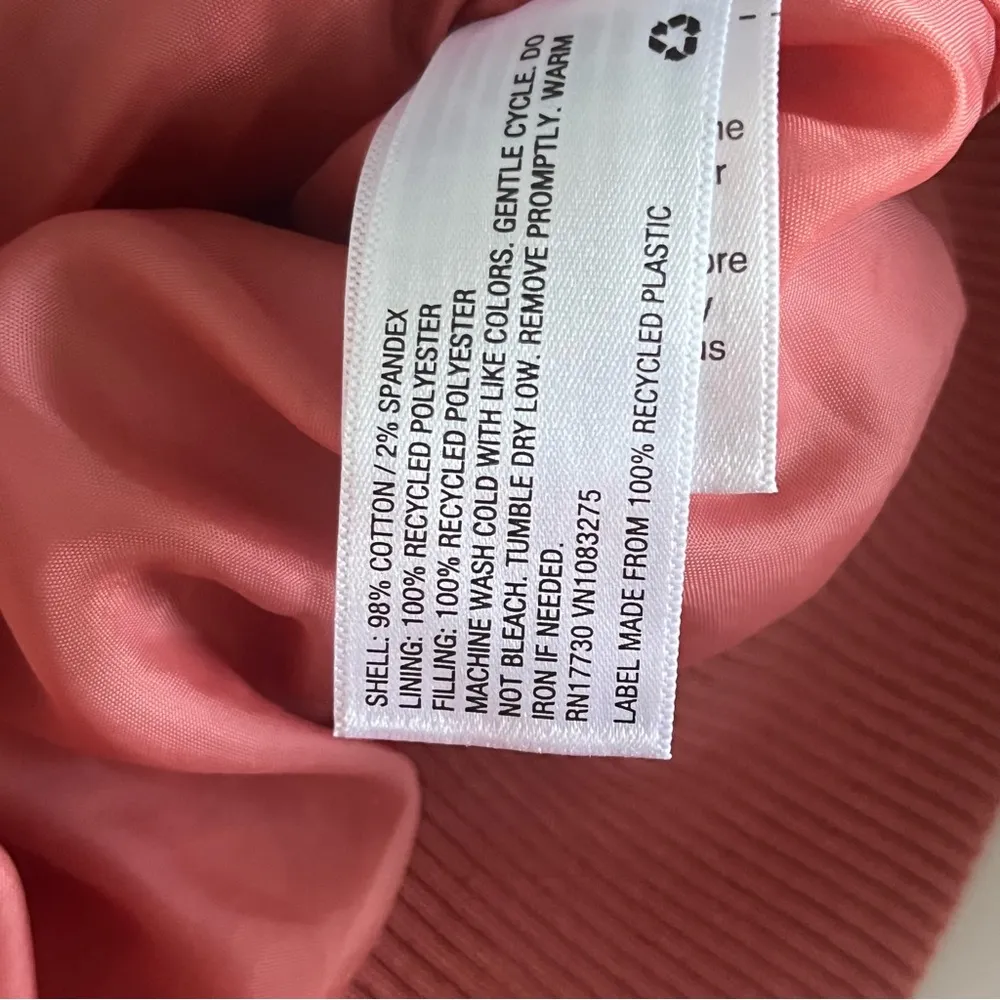 SHELL: 98% COTTON / 2% SPANDEX
LINING: 100% RECYCLED POLYESTER
FILLING: 100% RECYCLED POLYESTER
MACHINE WASH COLD WITH LIKE COLORS. GENTLE CYCLE. DO
NOT BLEACH. TUMBLE DRY LOW. REMOVE PROMPTLY. WARM
IRON IF NEEDED.
RN17730 VN1083275
LABEL MADE FROM 100% RECYCLED PLASTIC